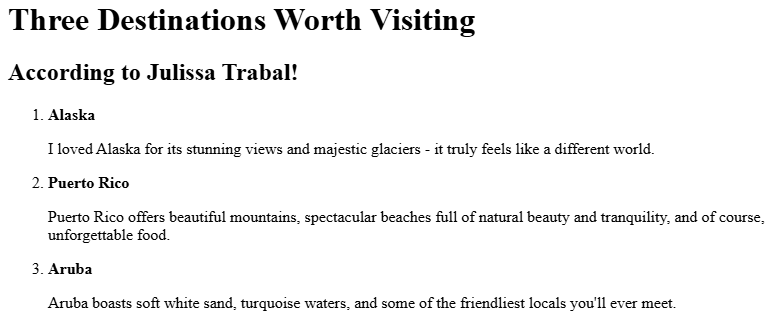 Three Destinations Worth Visiting
According to Julissa Trabal!
1. Alaska
I loved Alaska for its stunning views and majestic glaciers - it truly feels like a different world.
2. Puerto Rico
Puerto Rico offers beautiful mountains, spectacular beaches full of natural beauty and tranquility, and of course,
unforgettable food.
3. Aruba
Aruba boasts soft white sand, turquoise waters, and some of the friendliest locals you'll ever meet.